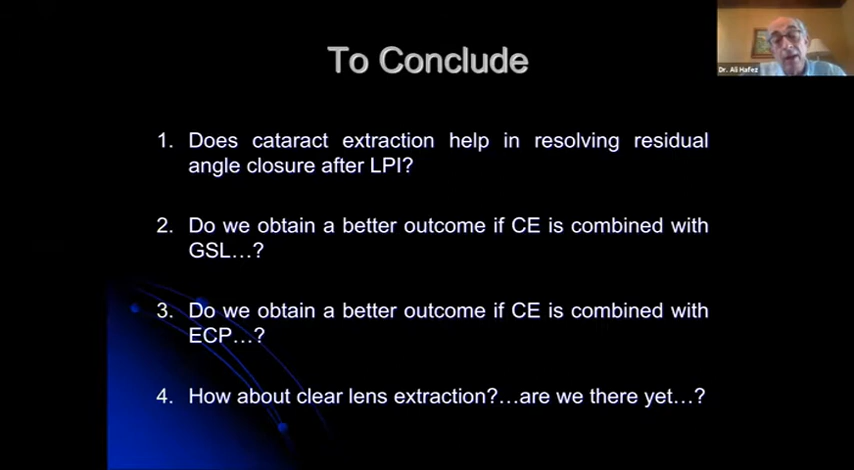 Dr. Ali Hafez
To Conclude
1. Does cataract extraction help in resolving residual
angle closure after LPI?
2. Do we obtain a better outcome if CE is combined with
GSL…?
3. Do we obtain a better outcome if CE is combined with
ECP…?
4. How about clear lens extraction?…are we there yet…?